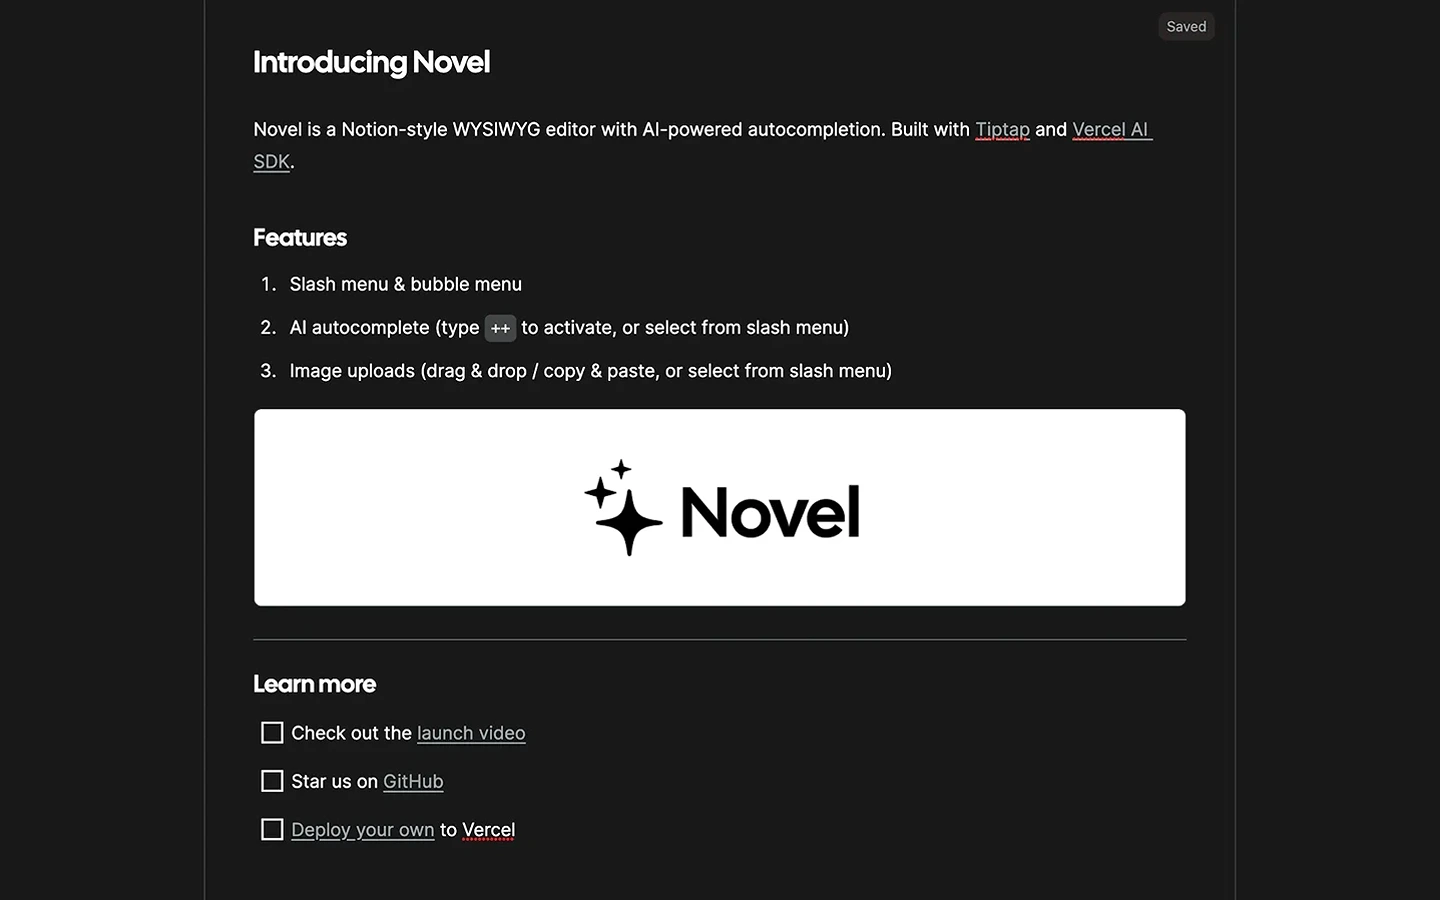 Saved
Introducing Novel
Novel is a Notion-style WYSIWYG editor with AI-powered autocompletion. Built with Tiptap and Vercel AI
SDK.
Features
1. Slash menu & bubble menu
2. AI autocomplete (type ++ to activate, or select from slash menu)
3. Image uploads (drag & drop / copy & paste, or select from slash menu)
Novel
Learn more
Check out the launch video
Star us on GitHub
Deploy your own to Vercel